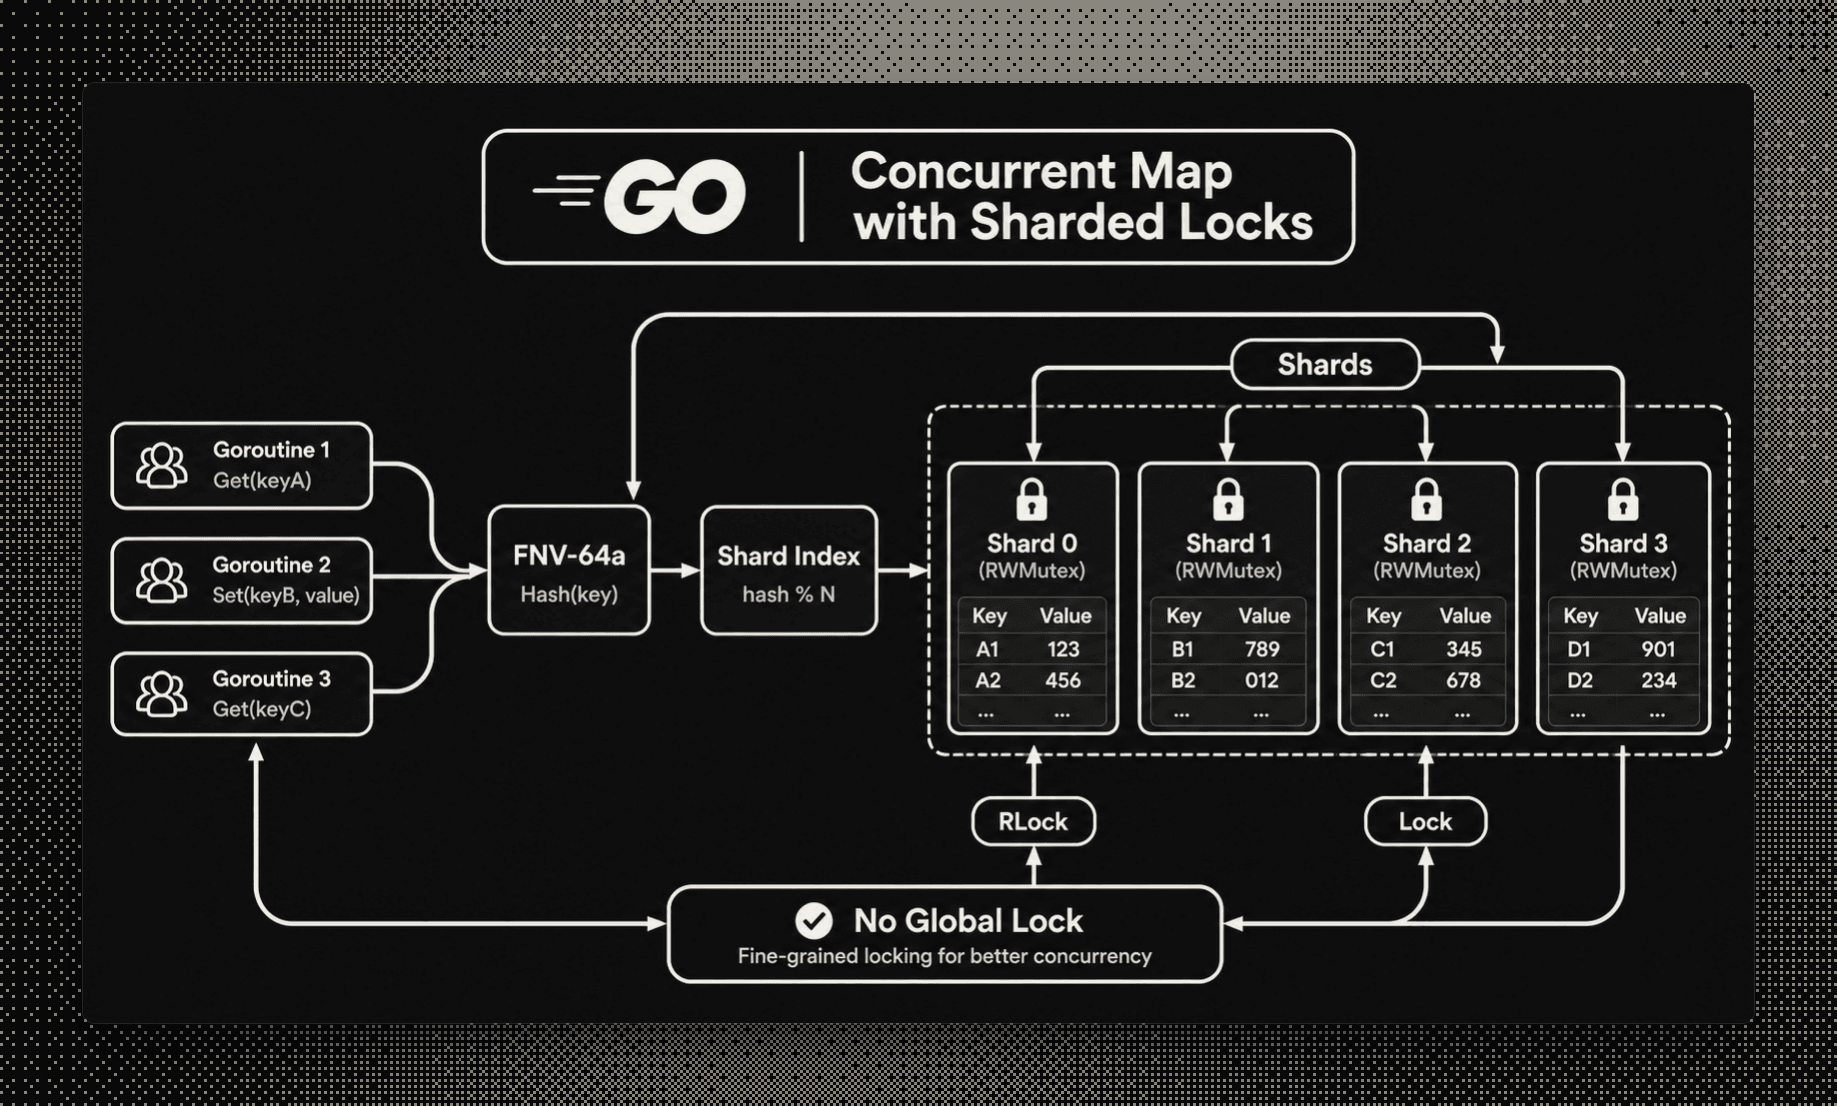 GO
Concurrent Map
with Sharded Locks
Shards
Goroutine 1
Get(keyA)
Goroutine 2
Set(keyB, value)
Goroutine 3
Get(keyC)
FNV-64a
Hash(key)
Shard Index
hash % N
Shard 0
(RWMutex)
Key Value
A1 123
A2 456
... ...
Shard 1
(RWMutex)
Key Value
B1 789
B2 012
... ...
Shard 2
(RWMutex)
Key Value
C1 345
C2 678
... ...
Shard 3
(RWMutex)
Key Value
D1 901
D2 234
... ...
RLock
Lock
No Global Lock
Fine-grained locking for better concurrency